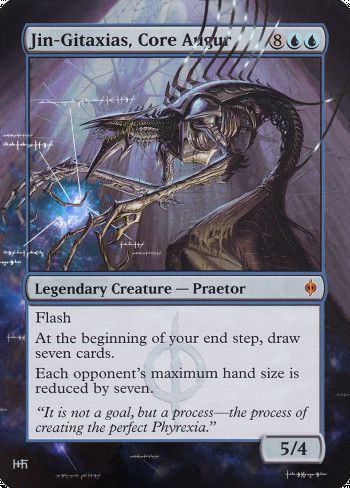 Jin-Gitaxias, Core Augur 8
Legendary Creature — Praetor
Flash
At the beginning of your end step, draw
seven cards.
Each opponent's maximum hand size is
reduced by seven.
“It is not a goal, but a process—the process of
creating the perfect Phyrexia.”
5/4